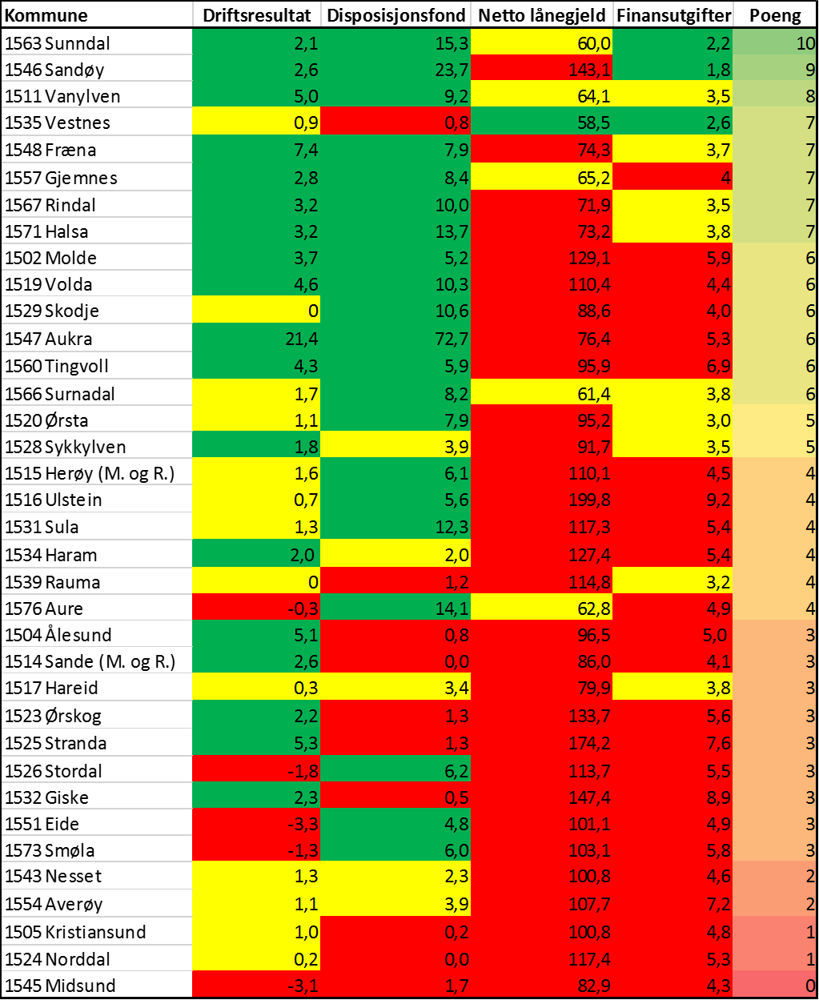 Kommune Driftsresultat Disposisjonsfond Netto lånegjeld Finansutgifter Poeng
1563 Sunndal 2,1 15,3 60,0 2,2 10
1546 Sandøy 2,6 23,7 143,1 1,8 9
1511 Vanylven 5,0 9,2 64,1 3,5 8
1535 Vestnes 0,9 0,8 58,5 2,6 7
1548 Fræna 7,4 7,9 74,3 3,7 7
1557 Gjemnes 2,8 8,4 65,2 4 7
1567 Rindal 3,2 10,0 71,9 3,5 7
1571 Halsa 3,2 13,7 73,2 3,8 7
1502 Molde 3,7 5,2 129,1 5,9 6
1519 Volda 4,6 10,3 110,4 4,4 6
1529 Skodje 0 10,6 88,6 4,0 6
1547 Aukra 21,4 72,7 76,4 5,3 6
1560 Tingvoll 4,3 5,9 95,9 6,9 6
1566 Surnadal 1,7 8,2 61,4 3,8 6
1520 Ørsta 1,1 7,9 95,2 3,0 5
1528 Sykkylven 1,8 3,9 91,7 3,5 5
1515 Herøy (M. og R.) 1,6 6,1 110,1 4,5 4
1516 Ulstein 0,7 5,6 199,8 9,2 4
1531 Sula 1,3 12,3 117,3 5,4 4
1534 Haram 2,0 2,0 127,4 5,4 4
1539 Rauma 0 1,2 114,8 3,2 4
1576 Aure -0,3 14,1 62,8 4,9 4
1504 Ålesund 5,1 0,8 96,5 5,0 3
1514 Sande (M. og R.) 2,6 0,0 86,0 4,1 3
1517 Hareid 0,3 3,4 79,9 3,8 3
1523 Ørskog 2,2 1,3 133,7 5,6 3
1525 Stranda 5,3 1,3 174,2 7,6 3
1526 Stordal -1,8 6,2 113,7 5,5 3
1532 Giske 2,3 0,5 147,4 8,9 3
1551 Eide -3,3 4,8 101,1 4,9 3
1573 Smøla -1,3 6,0 103,1 5,8 3
1543 Nesset 1,3 2,3 100,8 4,6 2
1554 Averøy 1,1 3,9 107,7 7,2 2
1505 Kristiansund 1,0 0,2 100,8 4,8 1
1524 Norddal 0,2 0,0 117,4 5,3 1
1545 Midsund -3,1 1,7 82,9 4,3 0